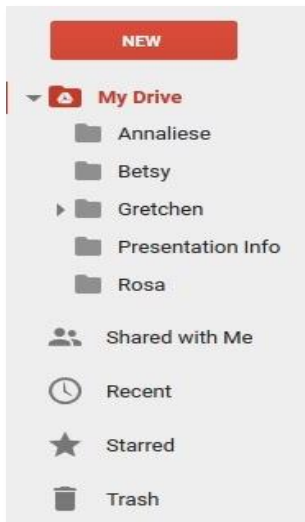 NEW
My Drive
Annaliese
Betsy
Gretchen
Presentation Info
Rosa
Shared with Me
Recent
Starred
Trash